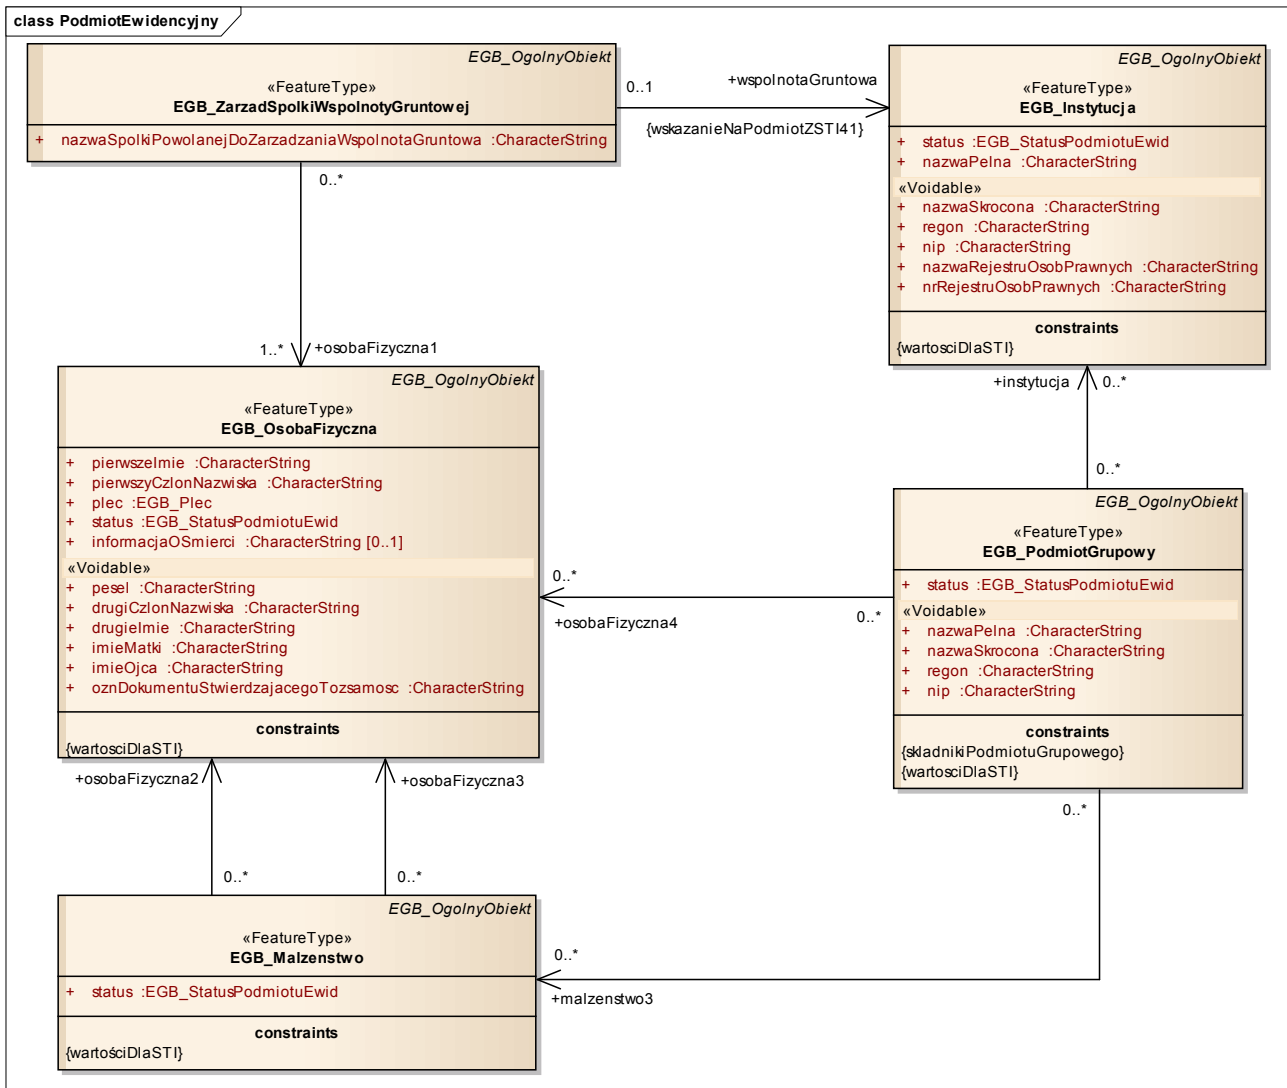 class PodmiotEwidencyjny
EGB_OgolnyObiekt
«FeatureType»
EGB_ZarzadSpolkiWspolnotyGruntowej
+ nazwaSpolkiPowolanejDoZarzadzaniaWspolnotaGruntowa :CharacterString
0..1
+wspolnotaGruntowa
{wskazanieNaPodmiotZSTI41}
EGB_OgolnyObiekt
«FeatureType»
EGB_Instytucja
+ status :EGB_StatusPodmiotuEwid
+ nazwaPelna :CharacterString
«Voidable»
+ nazwaSkrocona :CharacterString
+ regon :CharacterString
+ nip :CharacterString
+ nazwaRejestruOsobPrawnych :CharacterString
+ nrRejestruOsobPrawnych :CharacterString
constraints
{wartosciDlaSTI}
0..*
1..*
+osobaFizyczna1
+instytucja
0..*
0..*
EGB_OgolnyObiekt
«FeatureType»
EGB_OsobaFizyczna
+ pierwszeImie :CharacterString
+ pierwszyCzlonNazwiska :CharacterString
+ plec :EGB_Plec
+ status :EGB_StatusPodmiotuEwid
+ informacjaOSmierci :CharacterString [0..1]
«Voidable»
+ pesel :CharacterString
+ drugiCzlonNazwiska :CharacterString
+ drugieImie :CharacterString
+ imieMatki :CharacterString
+ imieOjca :CharacterString
+ oznDokumentuStwierdzajacegoTozsamosc :CharacterString
constraints
{wartosciDlaSTI}
0..*
+osobaFizyczna4
0..*
EGB_OgolnyObiekt
«FeatureType»
EGB_PodmiotGrupowy
+ status :EGB_StatusPodmiotuEwid
«Voidable»
+ nazwaPelna :CharacterString
+ nazwaSkrocona :CharacterString
+ regon :CharacterString
+ nip :CharacterString
constraints
{skladnikiPodmiotuGrupowego}
{wartosciDlaSTI}
+osobaFizyczna2
+osobaFizyczna3
0..*
0..*
0..*
EGB_OgolnyObiekt
«FeatureType»
EGB_Malzenstwo
+ status :EGB_StatusPodmiotuEwid
constraints
{wartościDlaSTI}
0..*
+malzenstwo3